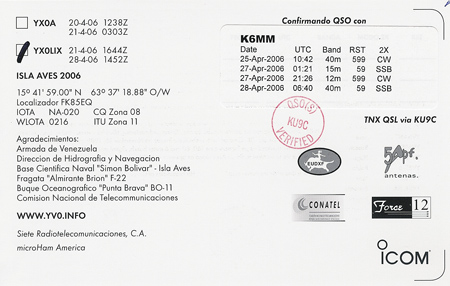 YX0A 20-4-06 1238Z
21-4-06 0303Z
YX0LIX 21-4-06 1644Z
28-4-06 1452Z
ISLA AVES 2006
15º 41' 59.00" N 63º 37' 18.88" O/W
Localizador FK85EQ
IOTA NA-020 CQ Zona 08
WLOTA 0216 ITU Zona 11
Agradecimientos:
Armada de Venezuela
Direccion de Hidrografia y Navegacion
Base Cientifica Naval "Simon Bolivar" - Isla Aves
Fragata "Almirante Brion" F-22
Buque Oceanografico "Punta Brava" BO-11
Comision Nacional de Telecommunicaciones
WWW.YV0.INFO
Siete Radiotelecomunicaciones, C.A.
microHam America
Confirmando QSO con
K6MM
Date UTC Band RST 2X
25-Apr-2006 10:42 40m 599 CW
27-Apr-2006 01:21 15m 59 SSB
27-Apr-2006 21:26 12m 599 CW
28-Apr-2006 06:40 40m 59 SSB
QSO(S)
KU9C
VERIFIED
TNX QSL via KU9C
EUDXF
antenas.
CONATEL
Force 12
ICOM